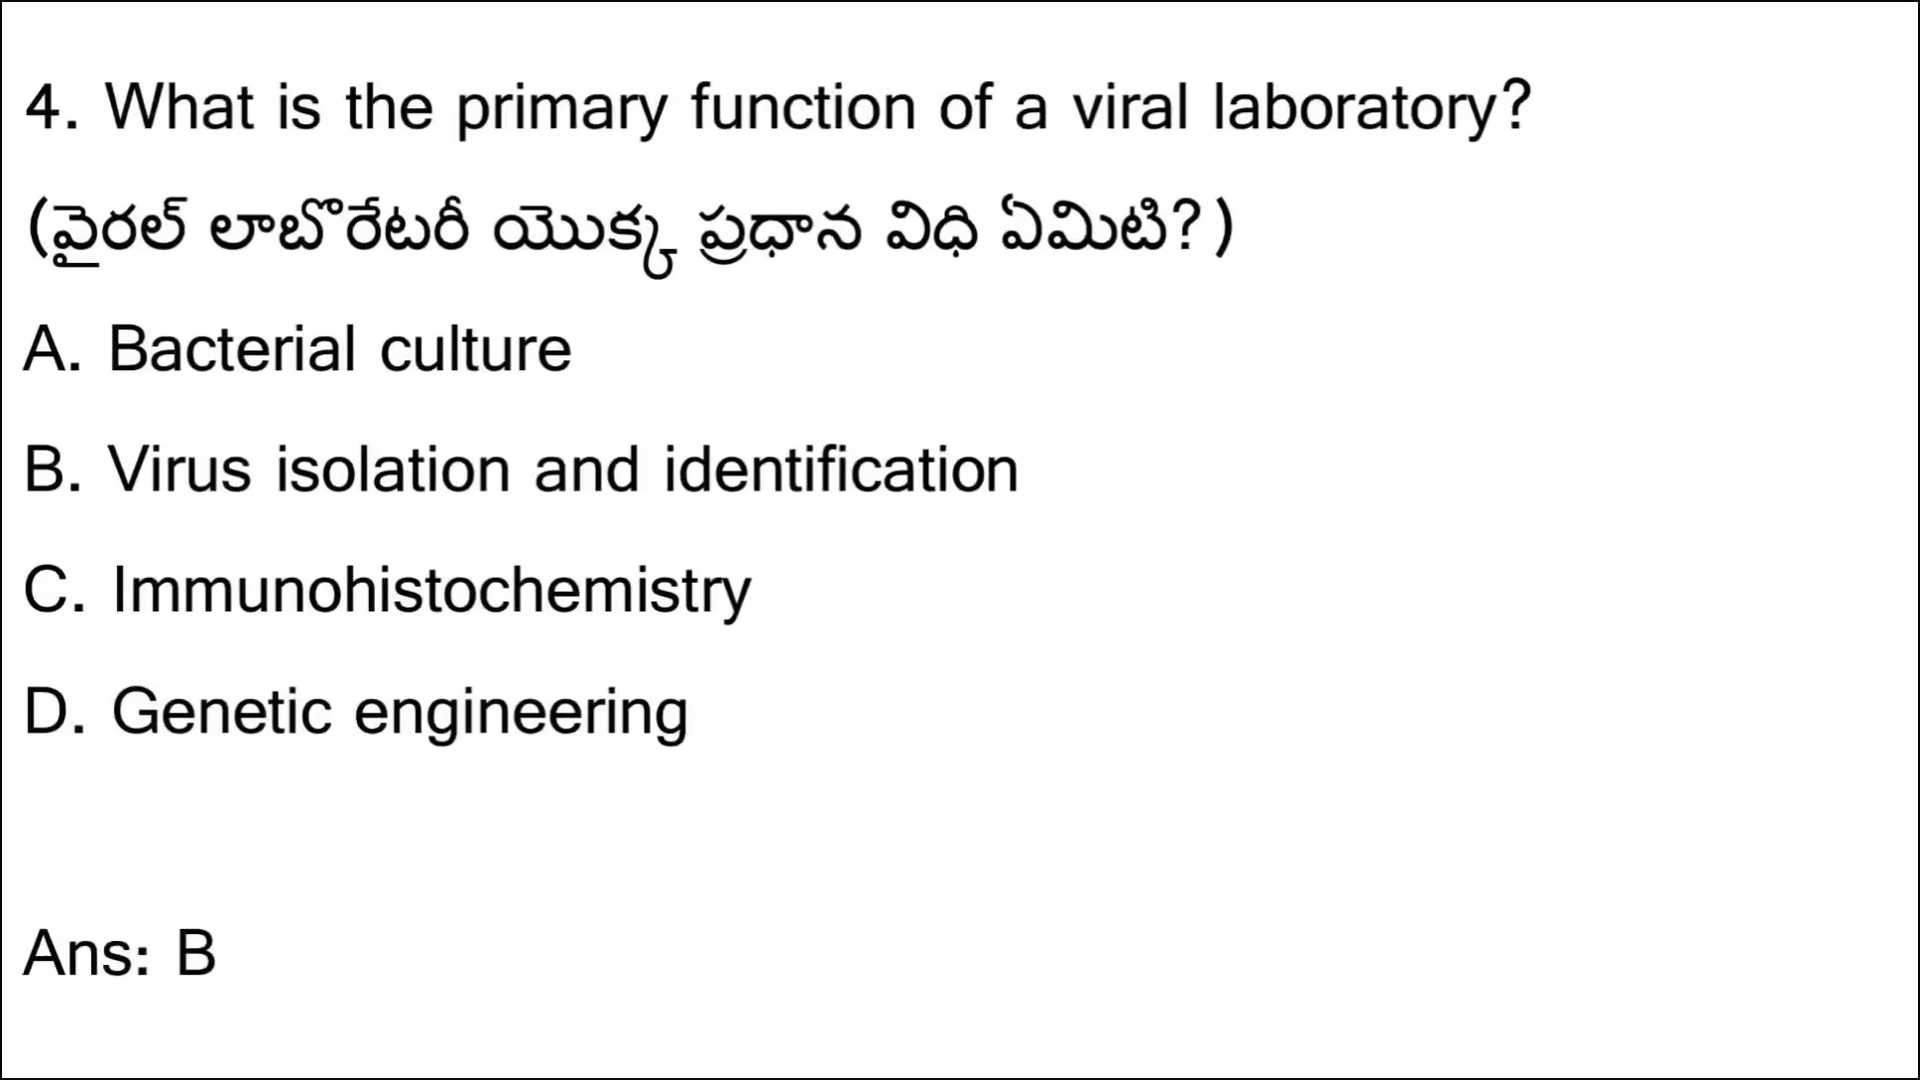 4. What is the primary function of a viral laboratory?
(వైరల్ లాబొరేటరీ యొక్క ప్రధాన విధి ఏమిటి?)
A. Bacterial culture
B. Virus isolation and identification
C. Immunohistochemistry
D. Genetic engineering
Ans: B